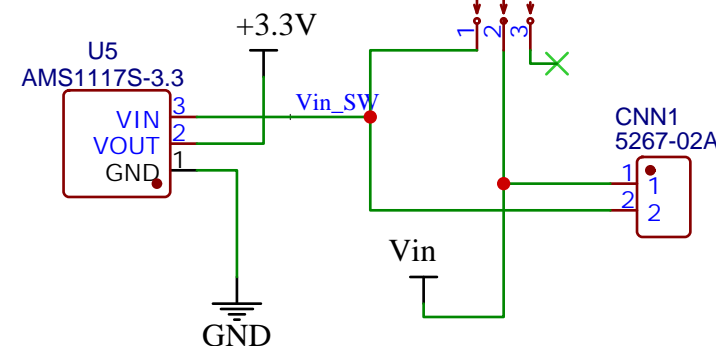 +3.3V
1
2
3
U5
AMS1117S-3.3
VIN
3
Vin_SW
VOUT
2
GND
1
CNN1
5267-02A
1
1
2
2
Vin
GND